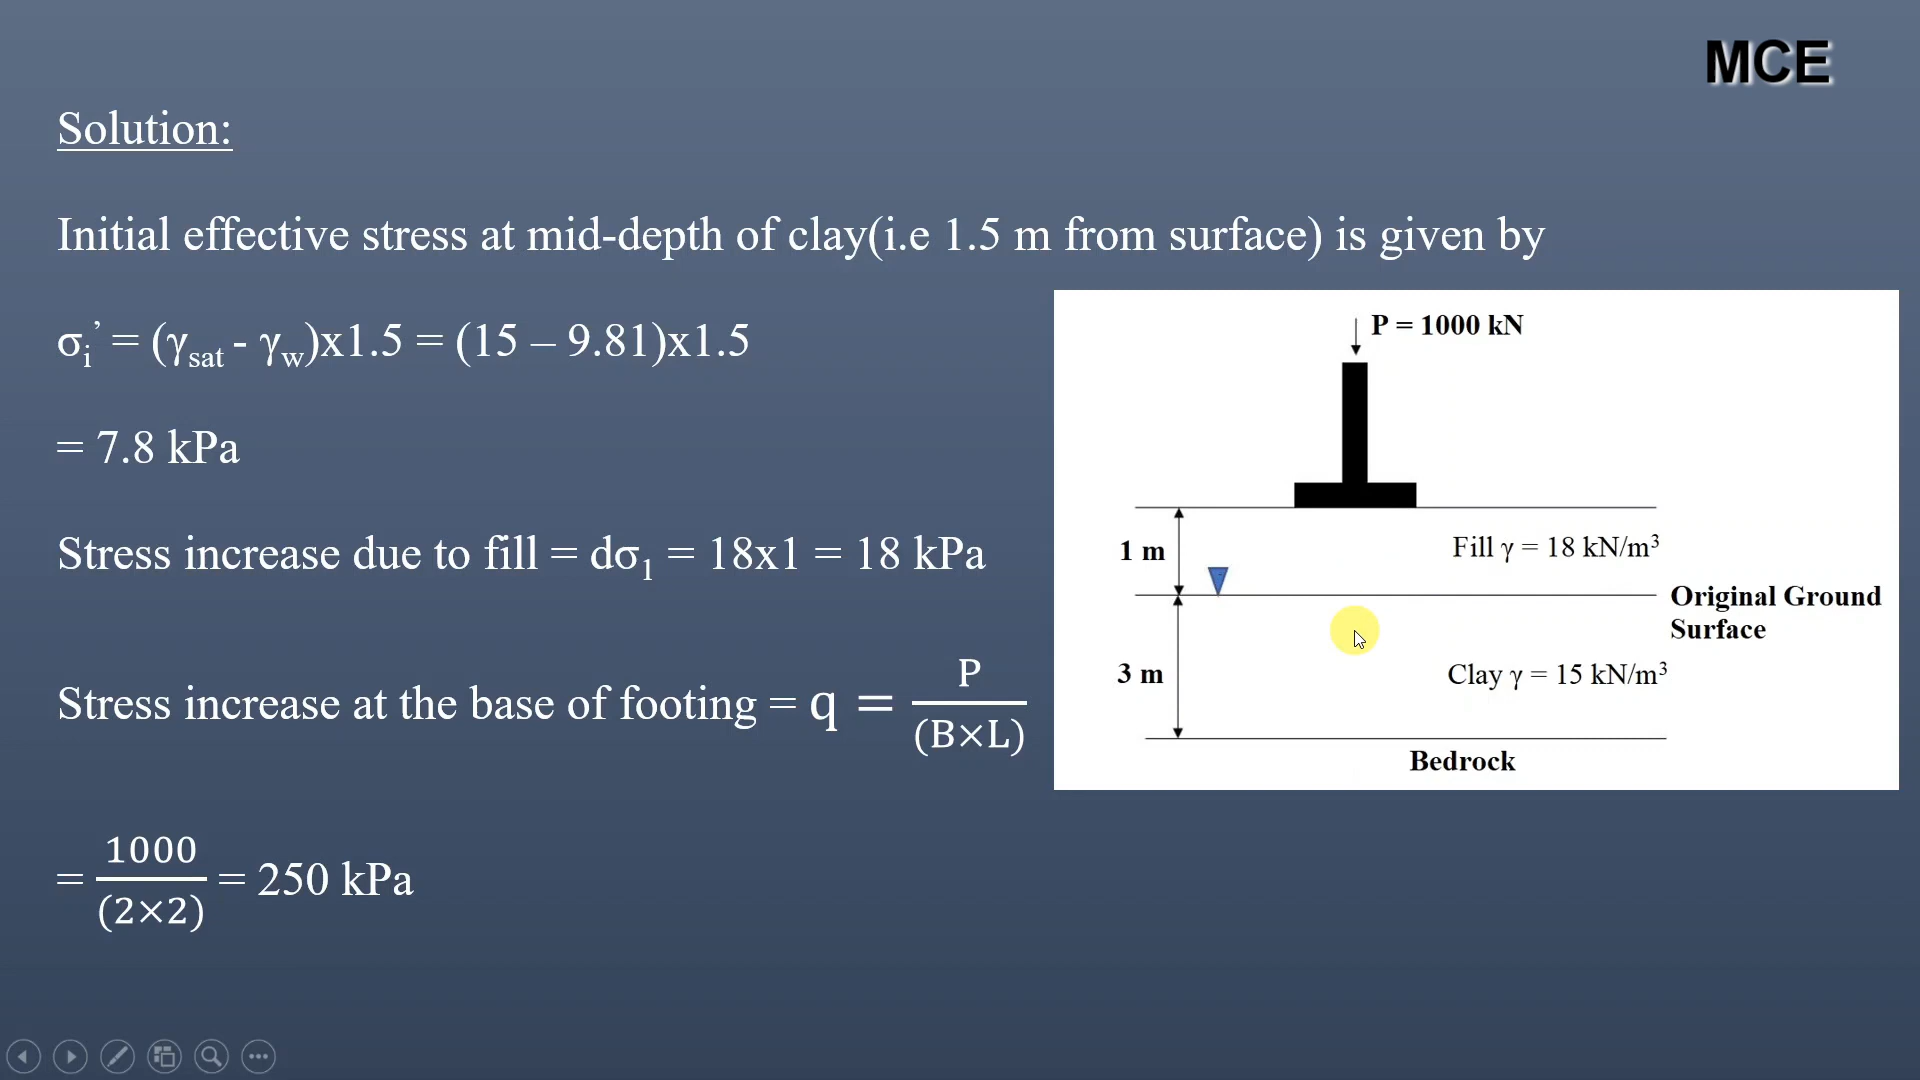 MCE
Solution:
Initial effective stress at mid-depth of clay(i.e 1.5 m from surface) is given by
σi’ = (γsat - γw)x1.5 = (15 – 9.81)x1.5
= 7.8 kPa
Stress increase due to fill = dσ1 = 18x1 = 18 kPa
Stress increase at the base of footing = q = P/(B×L)
= 1000/(2×2) = 250 kPa
P = 1000 kN
1 m
Fill γ = 18 kN/m³
Original Ground
Surface
3 m
Clay γ = 15 kN/m³
Bedrock